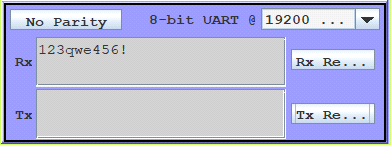 No Parity 8-bit UART @ 19200 ...
Rx 123qwe456! Rx Re...
Tx Tx Re...